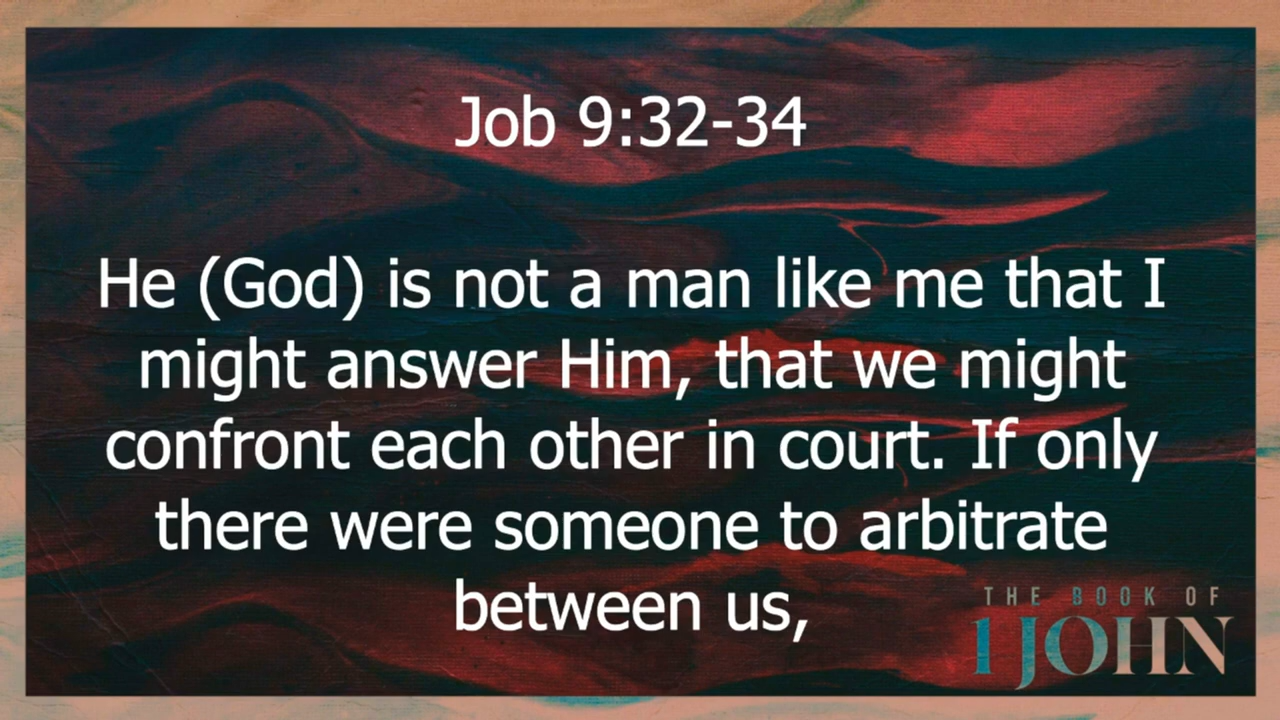 Job 9:32-34
He (God) is not a man like me that I
might answer Him, that we might
confront each other in court. If only
there were someone to arbitrate
between us,
THE BOOK OF
1 JOHN